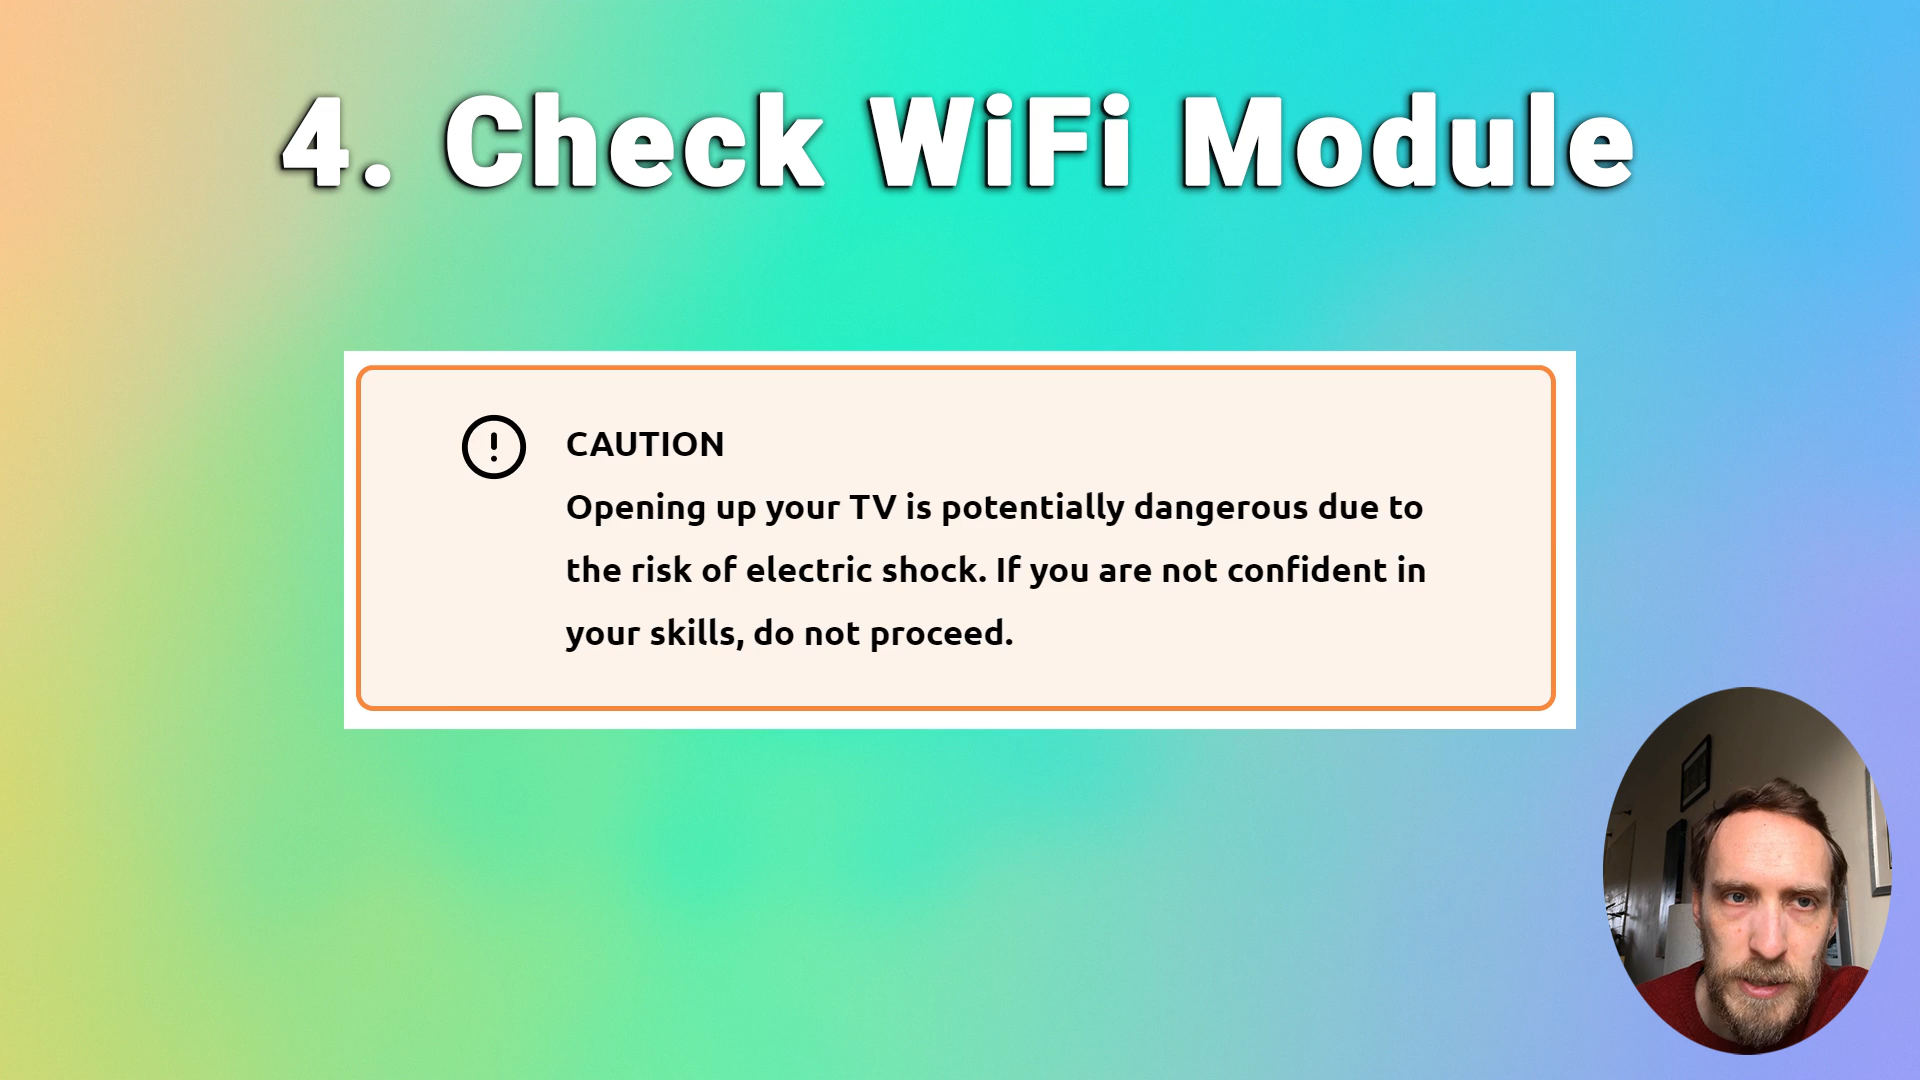 4. Check WiFi Module
CAUTION
Opening up your TV is potentially dangerous due to
the risk of electric shock. If you are not confident in
your skills, do not proceed.